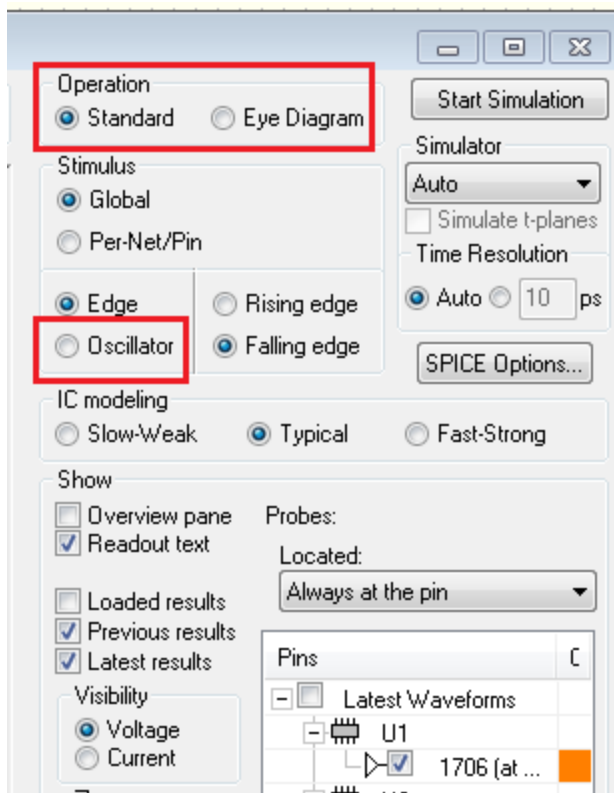 Operation
Standard Eye Diagram
Start Simulation
Stimulus
Global
Per-Net/Pin
Simulator
Auto
Simulate t-planes
Time Resolution
Auto 10 ps
Edge Rising edge
Oscillator Falling edge
SPICE Options...
IC modeling
Slow-Weak Typical Fast-Strong
Show
Overview pane
Readout text
Loaded results
Previous results
Latest results
Visibility
Voltage
Current
Probes:
Located:
Always at the pin
Pins
Latest Waveforms
U1
1706 (at ...